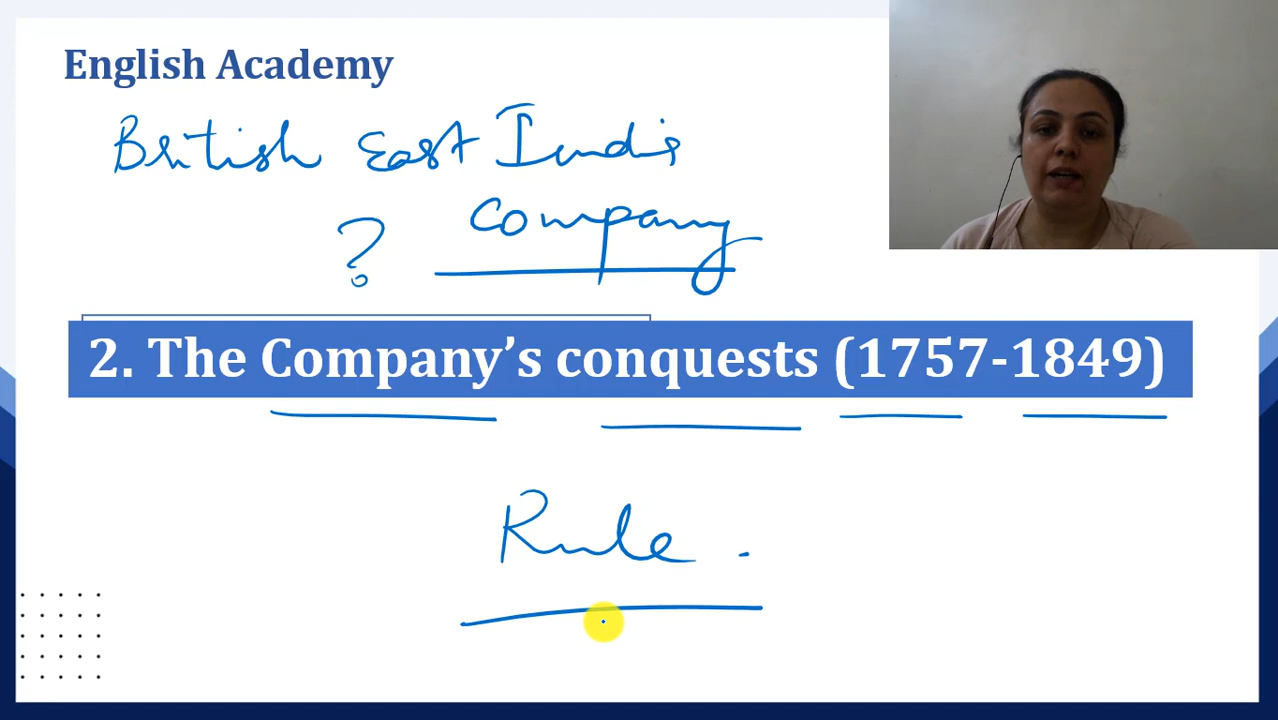 English Academy
British East India
? Company
2. The Company’s conquests (1757-1849)
Rule.